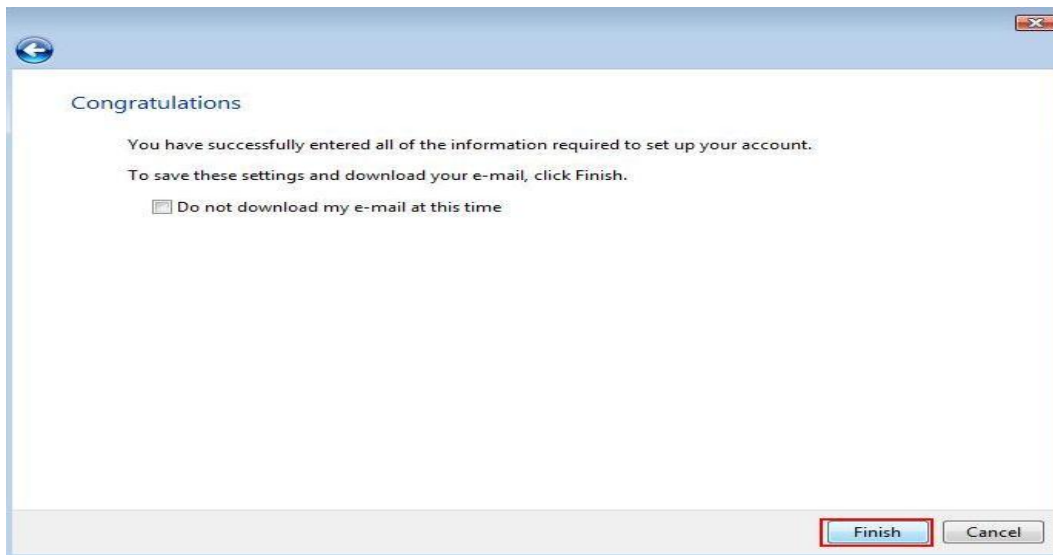 Congratulations
You have successfully entered all of the information required to set up your account.
To save these settings and download your e-mail, click Finish.
Do not download my e-mail at this time
Finish Cancel